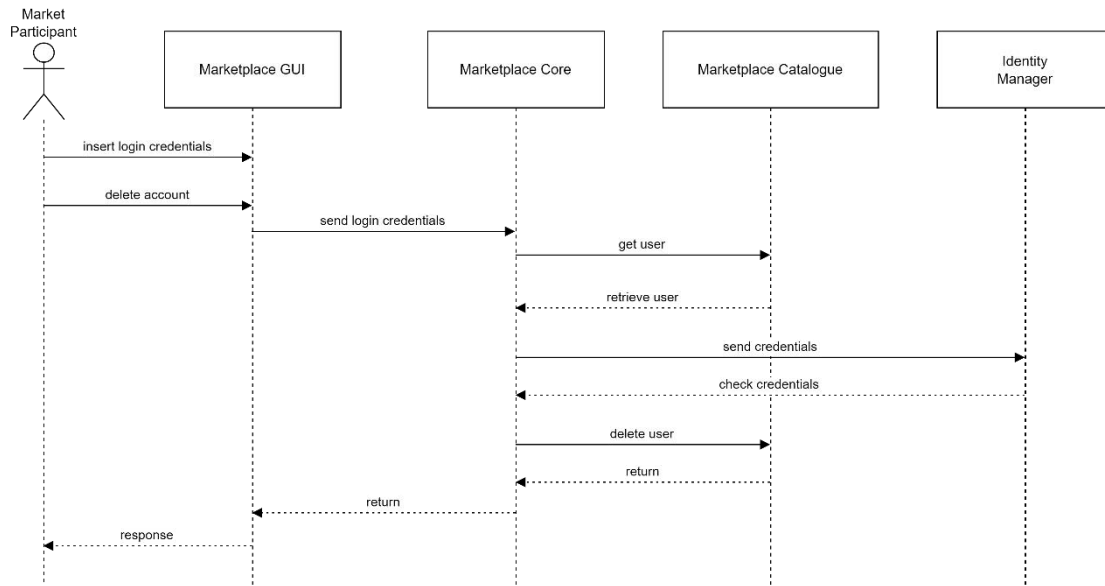 Market
Participant
Marketplace GUI
Marketplace Core
Marketplace Catalogue
Identity
Manager
insert login credentials
delete account
send login credentials
get user
retrieve user
send credentials
check credentials
delete user
return
return
response